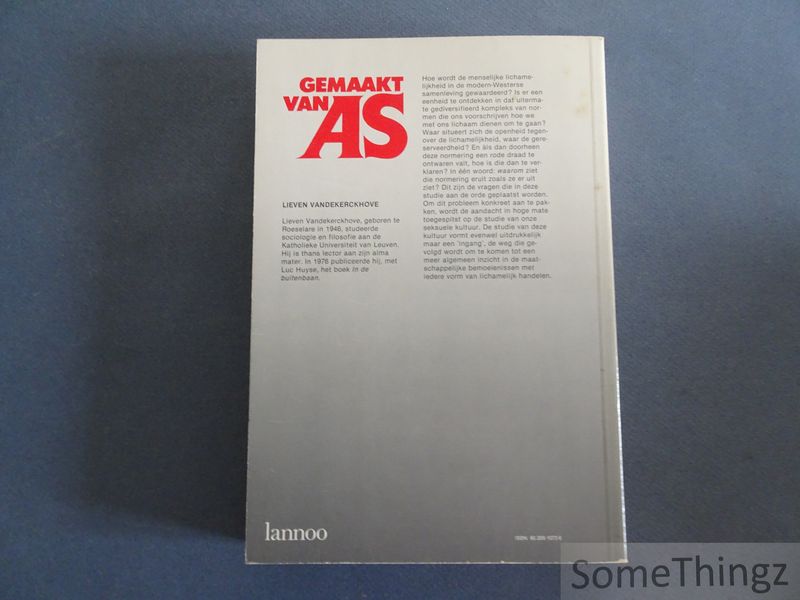 GEMAAKT
VAN AS
LIEVEN VANDEKERCKHOVE
Lieven Vandekerckhove, geboren te
Roeselare in 1946, studeerde
sociologie en filosofie aan de
Katholieke Universiteit van Leuven.
Hij is thans lector aan zijn alma
mater. In 1976 publiceerde hij, met
Luc Huyse, het boek In de
buitenbaan.
Hoe wordt de menselijke lichame-
lijkheid in de modern-Westerse
samenleving gewaardeerd? Is er een
eenheid te ontdekken in dat uiterma-
te gediversifieerd kompleks van nor-
men die ons voorschrijven hoe we
met ons lichaam dienen om te gaan?
Waar situeert zich de openheid tegen-
over de lichamelijkheid, waar de gere-
serveerdheid? En àls dan doorheen
deze normering een rode draad te
ontwaren valt, hoe is die dan te ver-
klaren? In één woord: waarom ziet
die normering eruit zoals ze er uit
ziet? Dit zijn de vragen die in deze
studie aan de orde geplaatst worden.
Om dit probleem konkreet aan te pak-
ken, wordt de aandacht in hoge mate
toegespitst op de studie van onze
seksuele kultuur. De studie van deze
kultuur vormt evenwel uitdrukkelijk
maar een 'ingang', de weg die ge-
volgd wordt om te komen tot een
meer algemeen inzicht in de maat-
schappelijke bemoeienissen met
iedere vorm van lichamelijk handelen.
lannoo
ISBN
SomeThingz